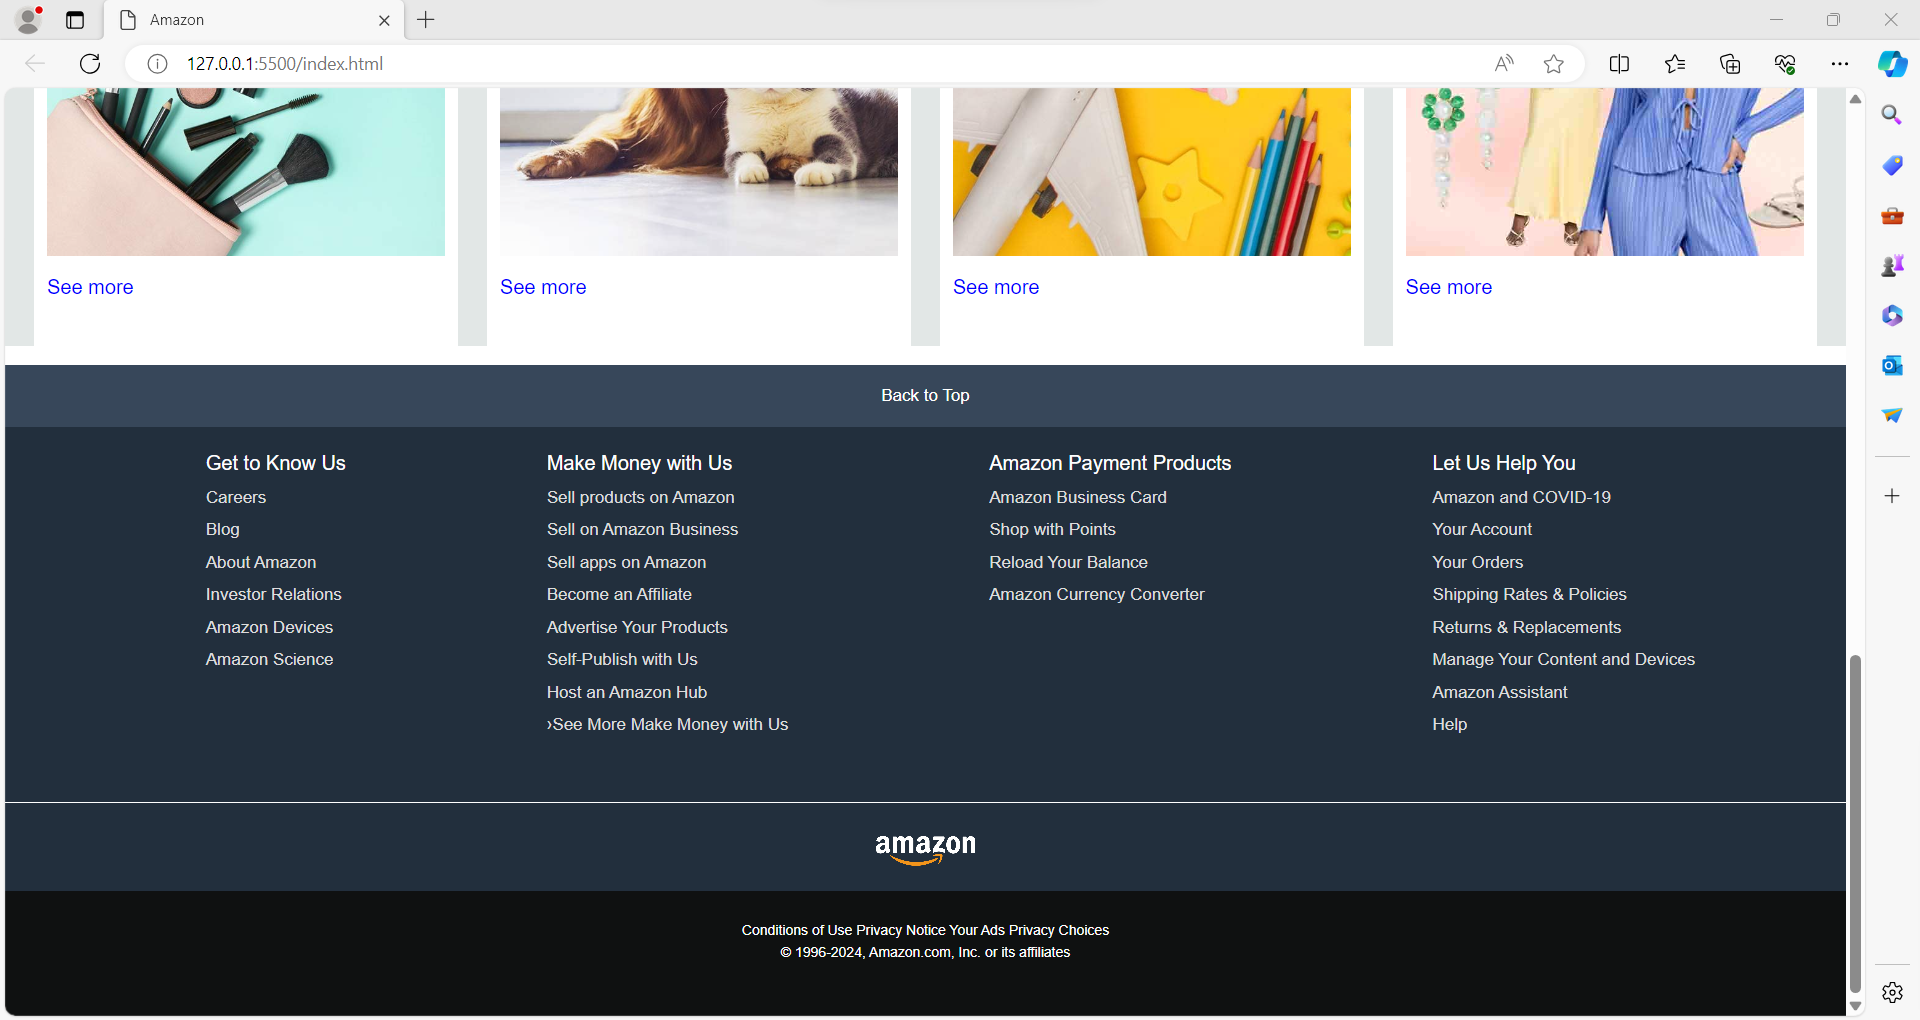 Amazon
127.0.0.1:5500/index.html
See more
See more
See more
See more
Back to Top
Get to Know Us
Careers
Blog
About Amazon
Investor Relations
Amazon Devices
Amazon Science
Make Money with Us
Sell products on Amazon
Sell on Amazon Business
Sell apps on Amazon
Become an Affiliate
Advertise Your Products
Self-Publish with Us
Host an Amazon Hub
›See More Make Money with Us
Amazon Payment Products
Amazon Business Card
Shop with Points
Reload Your Balance
Amazon Currency Converter
Let Us Help You
Amazon and COVID-19
Your Account
Your Orders
Shipping Rates & Policies
Returns & Replacements
Manage Your Content and Devices
Amazon Assistant
Help
amazon
Conditions of Use Privacy Notice Your Ads Privacy Choices
© 1996-2024, Amazon.com, Inc. or its affiliates